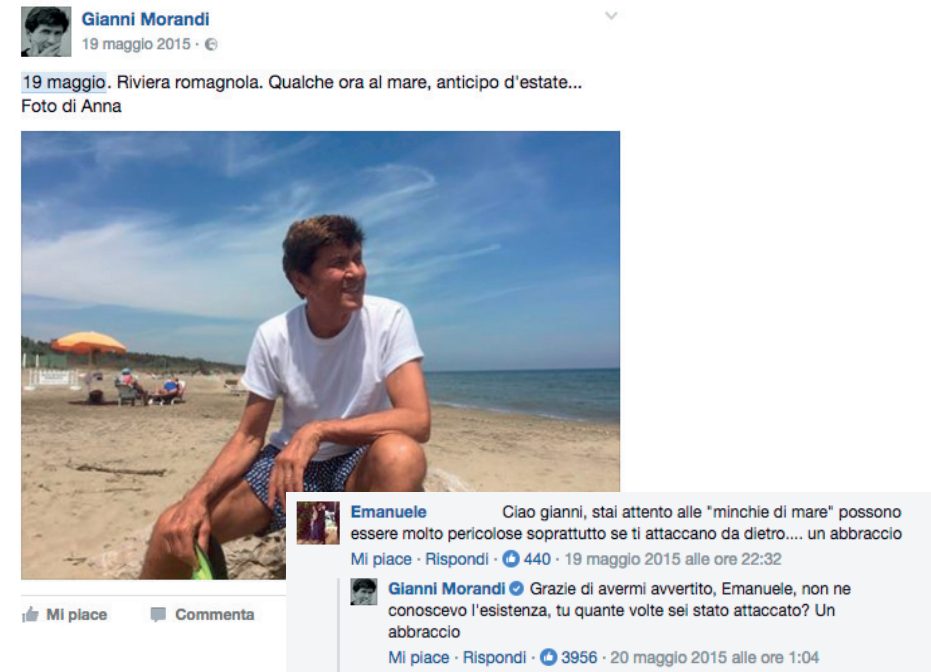 Gianni Morandi
19 maggio 2015 ·
19 maggio. Riviera romagnola. Qualche ora al mare, anticipo d'estate...
Foto di Anna
Mi piace Commenta
Emanuele Ciao gianni, stai attento alle "minchie di mare" possono
essere molto pericolose soprattutto se ti attaccano da dietro.... un abbraccio
Mi piace · Rispondi · 440 · 19 maggio 2015 alle ore 22:32
Gianni Morandi Grazie di avermi avvertito, Emanuele, non ne
conoscevo l'esistenza, tu quante volte sei stato attaccato? Un
abbraccio
Mi piace · Rispondi · 3956 · 20 maggio 2015 alle ore 1:04